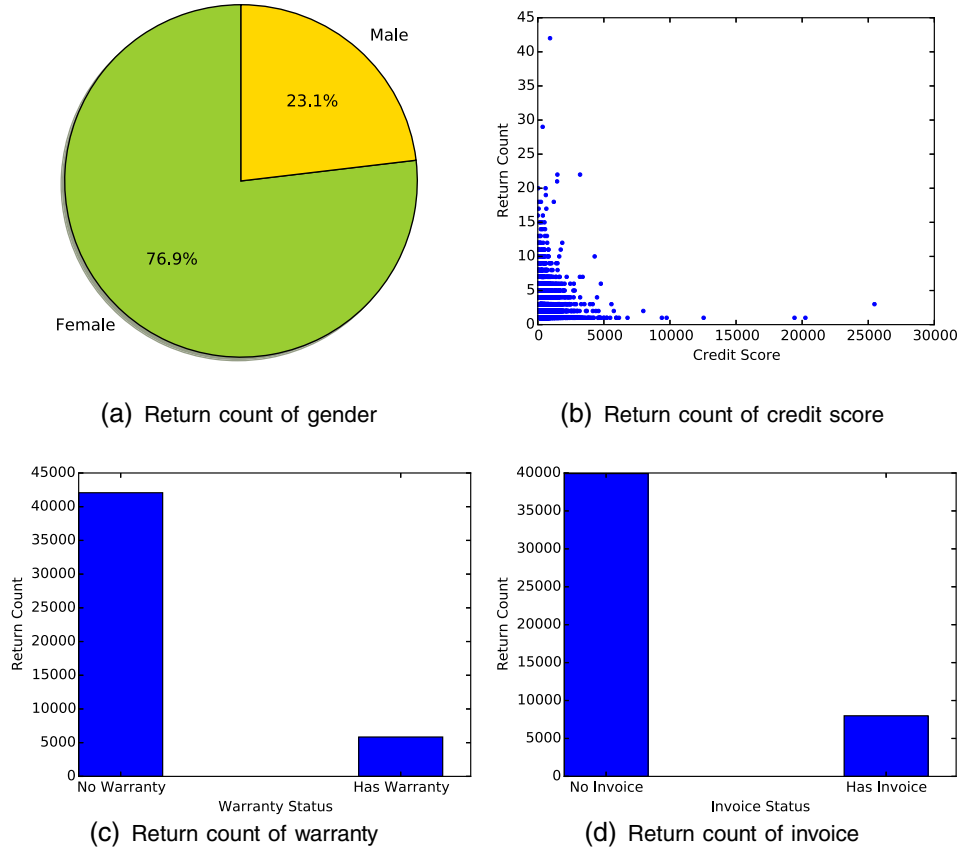 Male
23.1%
76.9%
Female
(a) Return count of gender
45
40
35
30
25
20
15
10
5
0
Return Count
0 5000 10000 15000 20000 25000 30000
Credit Score
(b) Return count of credit score
45000
40000
35000
30000
25000
20000
15000
10000
5000
0
Return Count
No Warranty Has Warranty
Warranty Status
(c) Return count of warranty
40000
35000
30000
25000
20000
15000
10000
5000
0
Return Count
No Invoice Has Invoice
Invoice Status
(d) Return count of invoice